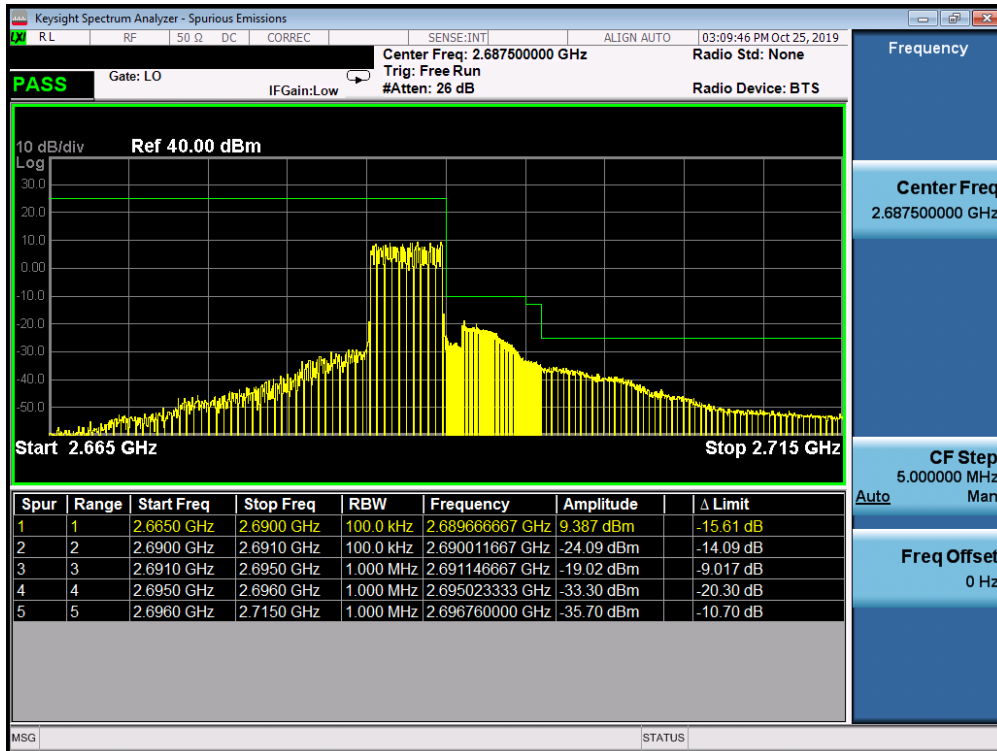 Keysight Spectrum Analyzer - Spurious Emissions
LXI RL RF 50 Ω DC CORREC SENSE:INT ALIGN AUTO 03:09:46 PM Oct 25, 2019
Center Freq: 2.687500000 GHz Radio Std: None
Gate: LO Trig: Free Run
PASS IFGain:Low #Atten: 26 dB Radio Device: BTS
10 dB/div Ref 40.00 dBm
Log
30.0
20.0
10.0
0.00
-10.0
-20.0
-30.0
-40.0
-50.0
Start 2.665 GHz Stop 2.715 GHz
Spur Range Start Freq Stop Freq RBW Frequency Amplitude Δ Limit
1 1 2.6650 GHz 2.6900 GHz 100.0 kHz 2.689666667 GHz 9.387 dBm -15.61 dB
2 2 2.6900 GHz 2.6910 GHz 100.0 kHz 2.690011667 GHz -24.09 dBm -14.09 dB
3 3 2.6910 GHz 2.6950 GHz 1.000 MHz 2.691146667 GHz -19.02 dBm -9.017 dB
4 4 2.6950 GHz 2.6960 GHz 1.000 MHz 2.695023333 GHz -33.30 dBm -20.30 dB
5 5 2.6960 GHz 2.7150 GHz 1.000 MHz 2.696760000 GHz -35.70 dBm -10.70 dB
MSG STATUS
Frequency
Center Freq
2.687500000 GHz
CF Step
5.000000 MHz
Auto Man
Freq Offset
0 Hz